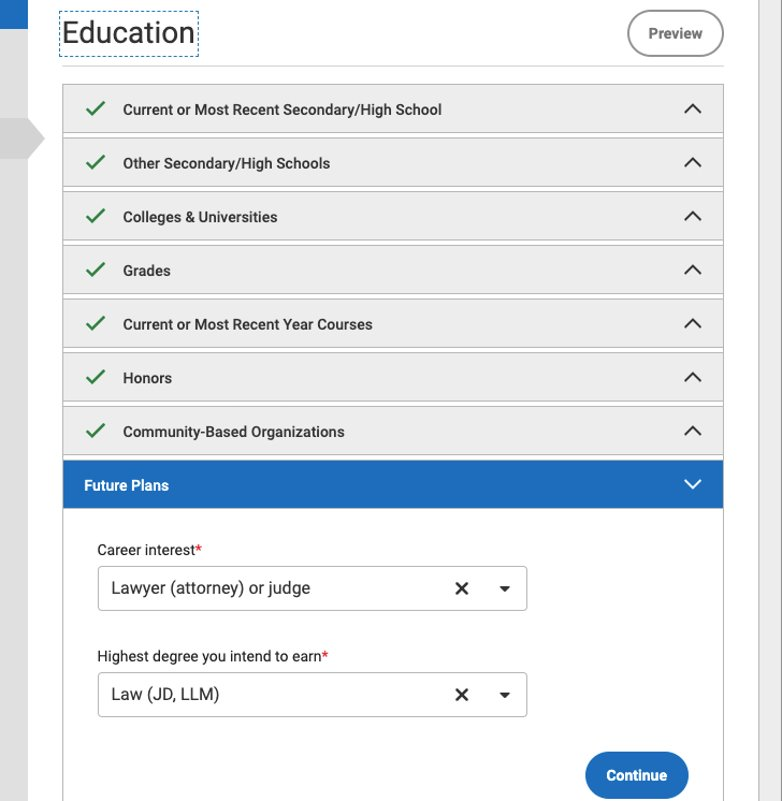 Education
Preview
Current or Most Recent Secondary/High School
Other Secondary/High Schools
Colleges & Universities
Grades
Current or Most Recent Year Courses
Honors
Community-Based Organizations
Future Plans
Career interest*
Lawyer (attorney) or judge
Highest degree you intend to earn*
Law (JD, LLM)
Continue